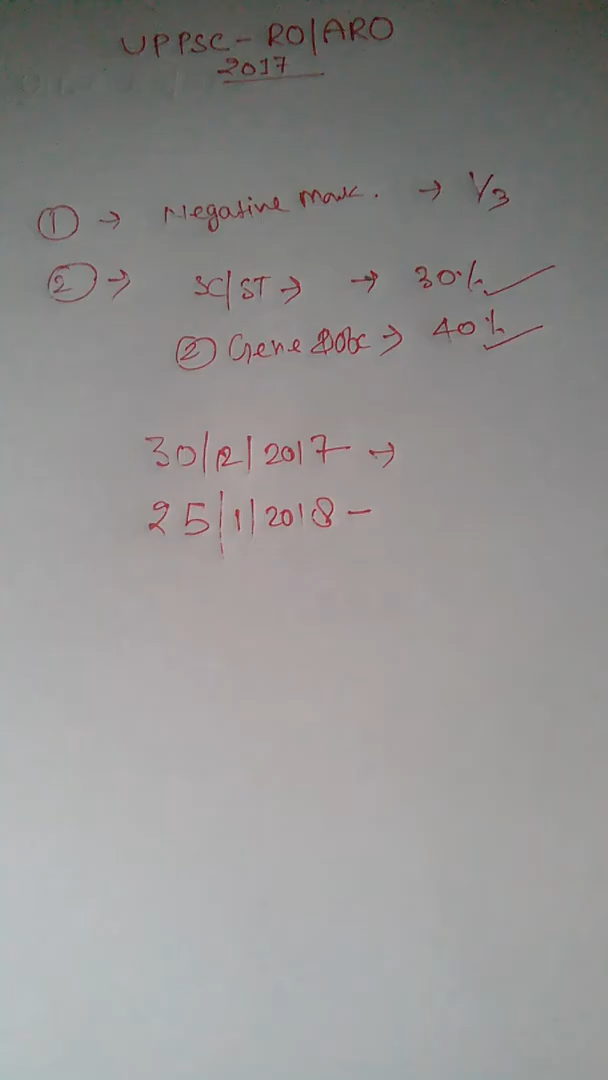 UPPSC - RO/ARO
2017
① → Negative Mark. → 1/3
② → SC/ST → → 30%
② Gene Obc → 40%
30/12/2017 →
25/1/2018 -